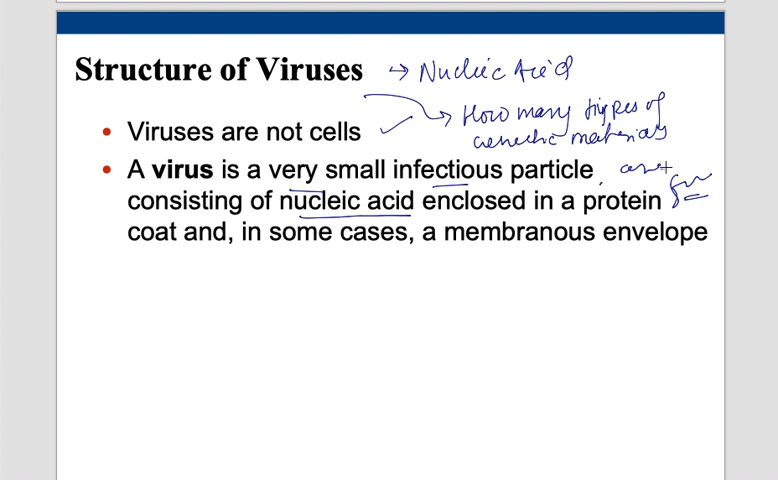 Structure of Viruses → Nucleic Acid
How many types of
genetic materials
• Viruses are not cells
• A virus is a very small infectious particle
consisting of nucleic acid enclosed in a protein
coat and, in some cases, a membranous envelope